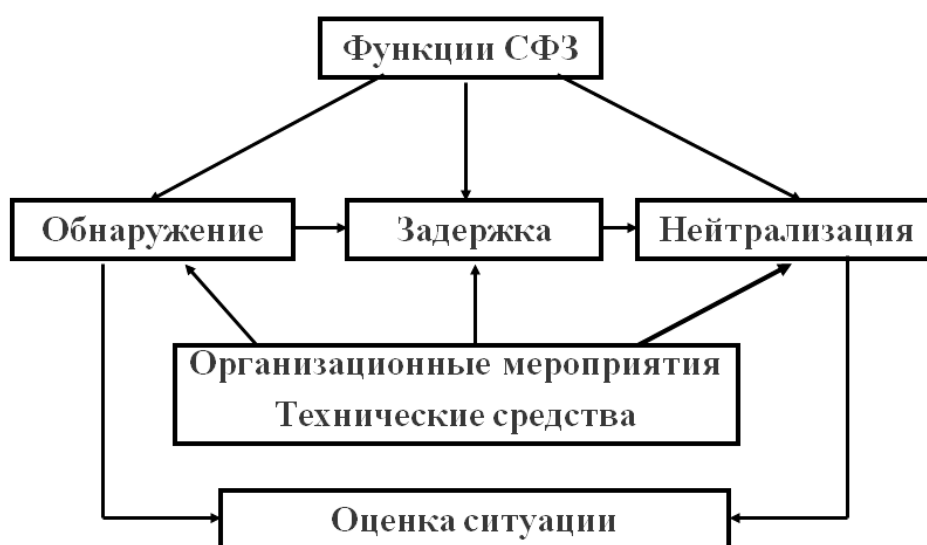 Функции СФЗ
Обнаружение
Задержка
Нейтрализация
Организационные мероприятия
Технические средства
Оценка ситуации